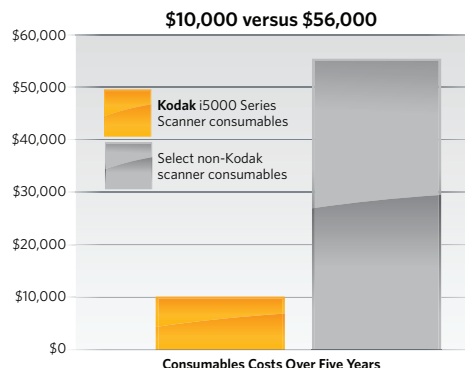 $10,000 versus $56,000
$60,000
$50,000
$40,000
$30,000
$20,000
$10,000
$0
Kodak i5000 Series
Scanner consumables
Select non-Kodak
scanner consumables
Consumables Costs Over Five Years